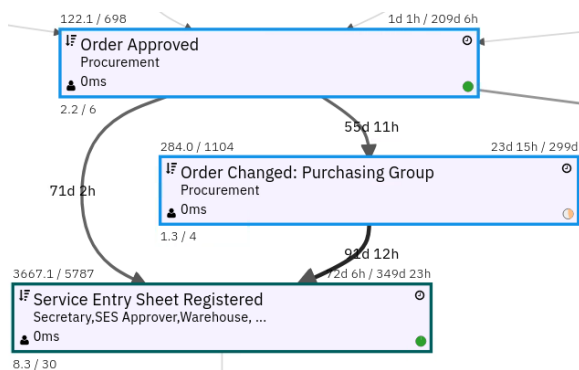 122.1 / 698
1d 1h / 209d 6h
Order Approved
Procurement
0ms
2.2 / 6
55d 11h
284.0 / 1104
23d 15h / 299d
Order Changed: Purchasing Group
Procurement
71d 2h
0ms
1.3 / 4
91d 12h
3667.1 / 5787
72d 6h / 349d 23h
Service Entry Sheet Registered
Secretary,SES Approver,Warehouse, ...
0ms
8.3 / 30